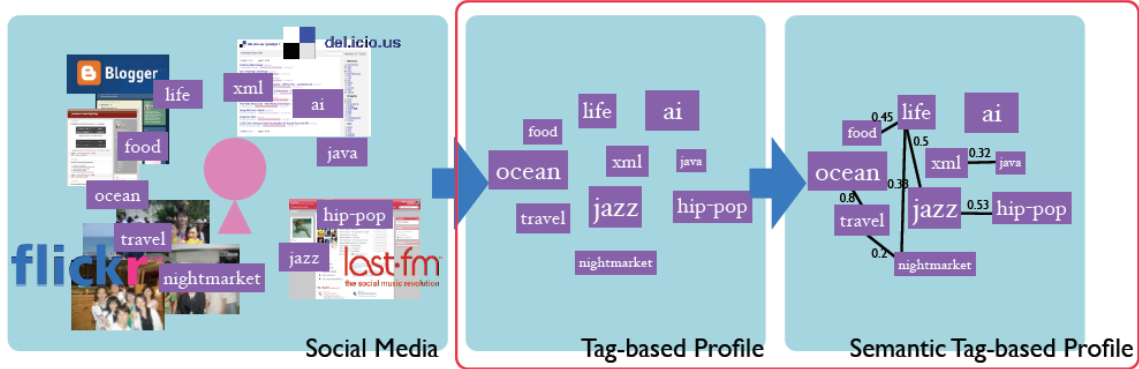 Blogger
del.icio.us
life
xml
ai
food
java
ocean
hip-pop
travel
flickr
jazz
last.fm
the social music revolution
nightmarket
Social Media
life
ai
food
xml
java
ocean
jazz
hip-pop
travel
nightmarket
Tag-based Profile
life
ai
0.45
food
0.5
xml
0.32
java
ocean
0.33
0.8
jazz
0.53
hip-pop
travel
0.2
nightmarket
Semantic Tag-based Profile